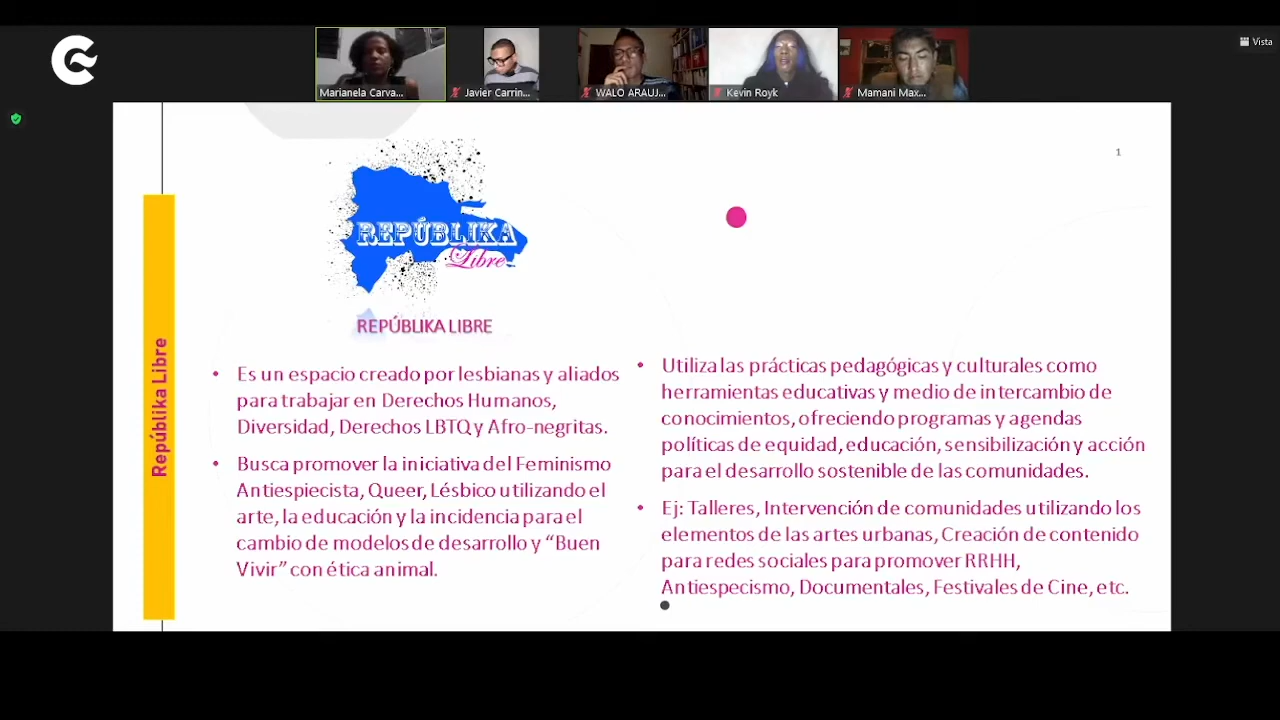 Vista
Marianela Carva...
Javier Carrin...
WALO ARAUJ...
Kevin Royk
Mamani Max...
1
REPÚBLIKA
Libre
REPÚBLIKA LIBRE
Repúblika Libre
• Es un espacio creado por lesbianas y aliados
para trabajar en Derechos Humanos,
Diversidad, Derechos LBTQ y Afro-negritas.
• Busca promover la iniciativa del Feminismo
Antiespiecista, Queer, Lésbico utilizando el
arte, la educación y la incidencia para el
cambio de modelos de desarrollo y “Buen
Vivir” con ética animal.
• Utiliza las prácticas pedagógicas y culturales como
herramientas educativas y medio de intercambio de
conocimientos, ofreciendo programas y agendas
políticas de equidad, educación, sensibilización y acción
para el desarrollo sostenible de las comunidades.
• Ej: Talleres, Intervención de comunidades utilizando los
elementos de las artes urbanas, Creación de contenido
para redes sociales para promover RRHH,
Antiespecismo, Documentales, Festivales de Cine, etc.